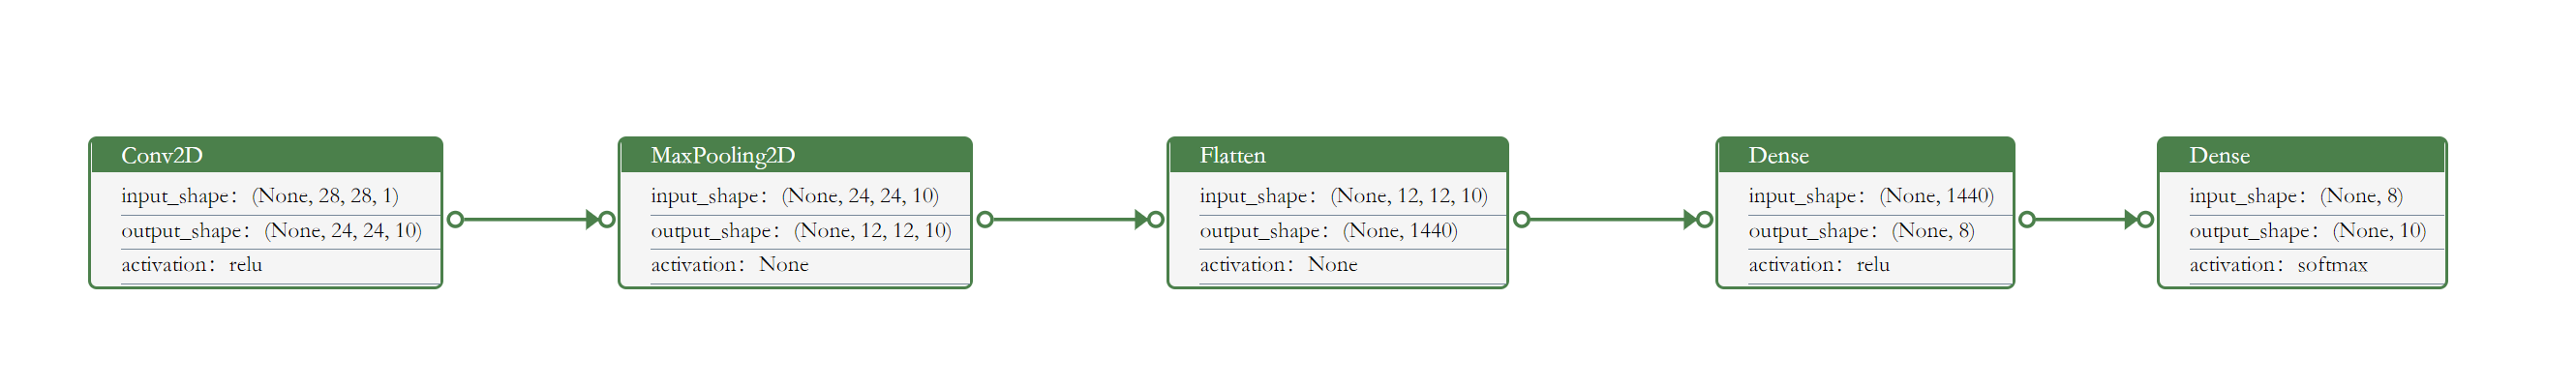 Conv2D
input_shape: (None, 28, 28, 1)
output_shape: (None, 24, 24, 10)
activation: relu
MaxPooling2D
input_shape: (None, 24, 24, 10)
output_shape: (None, 12, 12, 10)
activation: None
Flatten
input_shape: (None, 12, 12, 10)
output_shape: (None, 1440)
activation: None
Dense
input_shape: (None, 1440)
output_shape: (None, 8)
activation: relu
Dense
input_shape: (None, 8)
output_shape: (None, 10)
activation: softmax